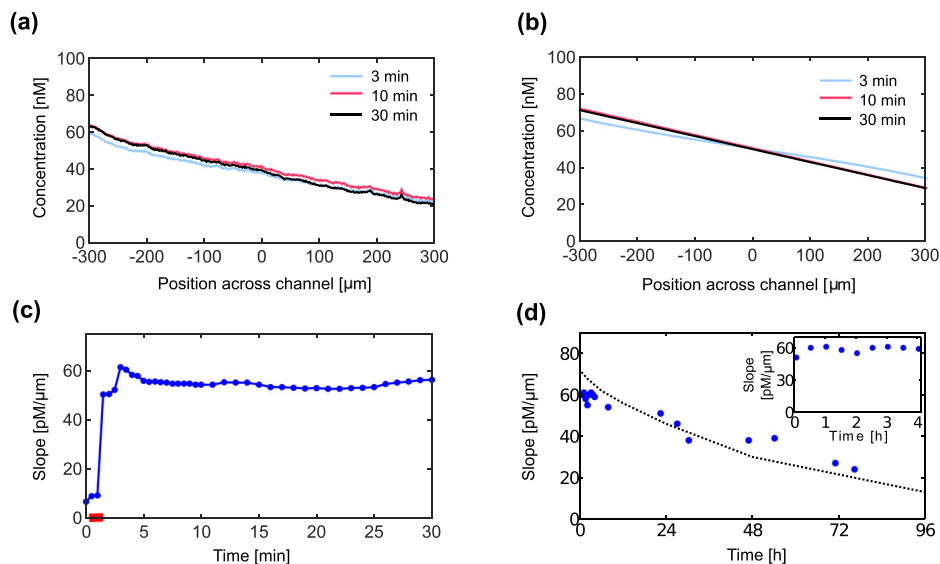 (a)
100
80
60
40
20
0
-300 -200 -100 0 100 200 300
Concentration [nM]
Position across channel [µm]
3 min
10 min
30 min
(b)
100
80
60
40
20
0
-300 -200 -100 0 100 200 300
Concentration [nM]
Position across channel [µm]
3 min
10 min
30 min
(c)
60
40
20
0
0 5 10 15 20 25 30
Slope [pM/µm]
Time [min]
(d)
80
60
40
20
0
0 24 48 72 96
Slope [pM/µm]
Time [h]
60
30
0
0 1 2 3 4
Slope
[pM/µm]
Time [h]